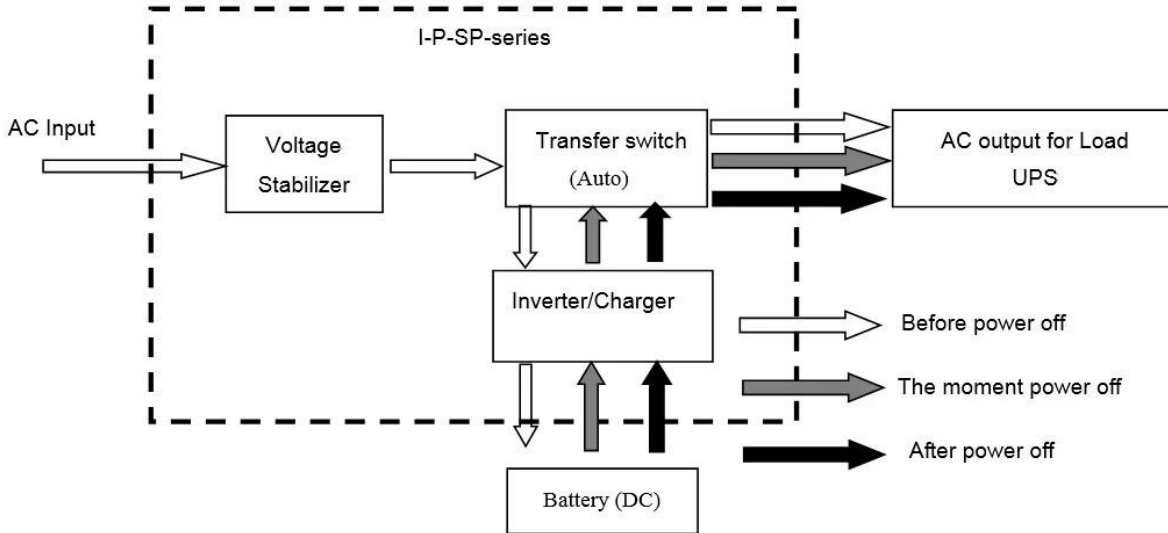 I-P-SP-series
AC Input
Voltage
Stabilizer
Transfer switch
(Auto)
AC output for Load
UPS
Inverter/Charger
Before power off
The moment power off
After power off
Battery (DC)